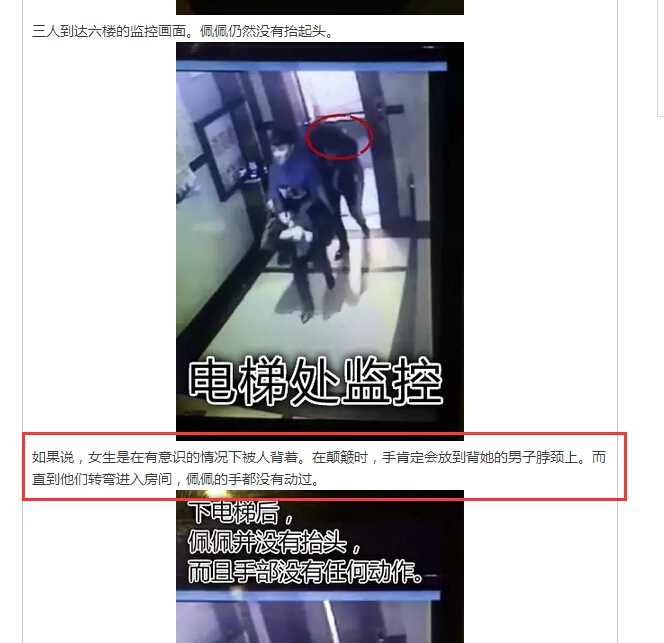 三人到达六楼的监控画面。佩佩仍然没有抬起头。
电梯处监控
如果说，女生是在有意识的情况下被人背着。在颠簸时，手肯定会放到背她的男子脖颈上。而
直到他们转弯进入房间，佩佩的手都没有动过。
下电梯后，
佩佩并没有抬头，
而且手部没有任何动作。